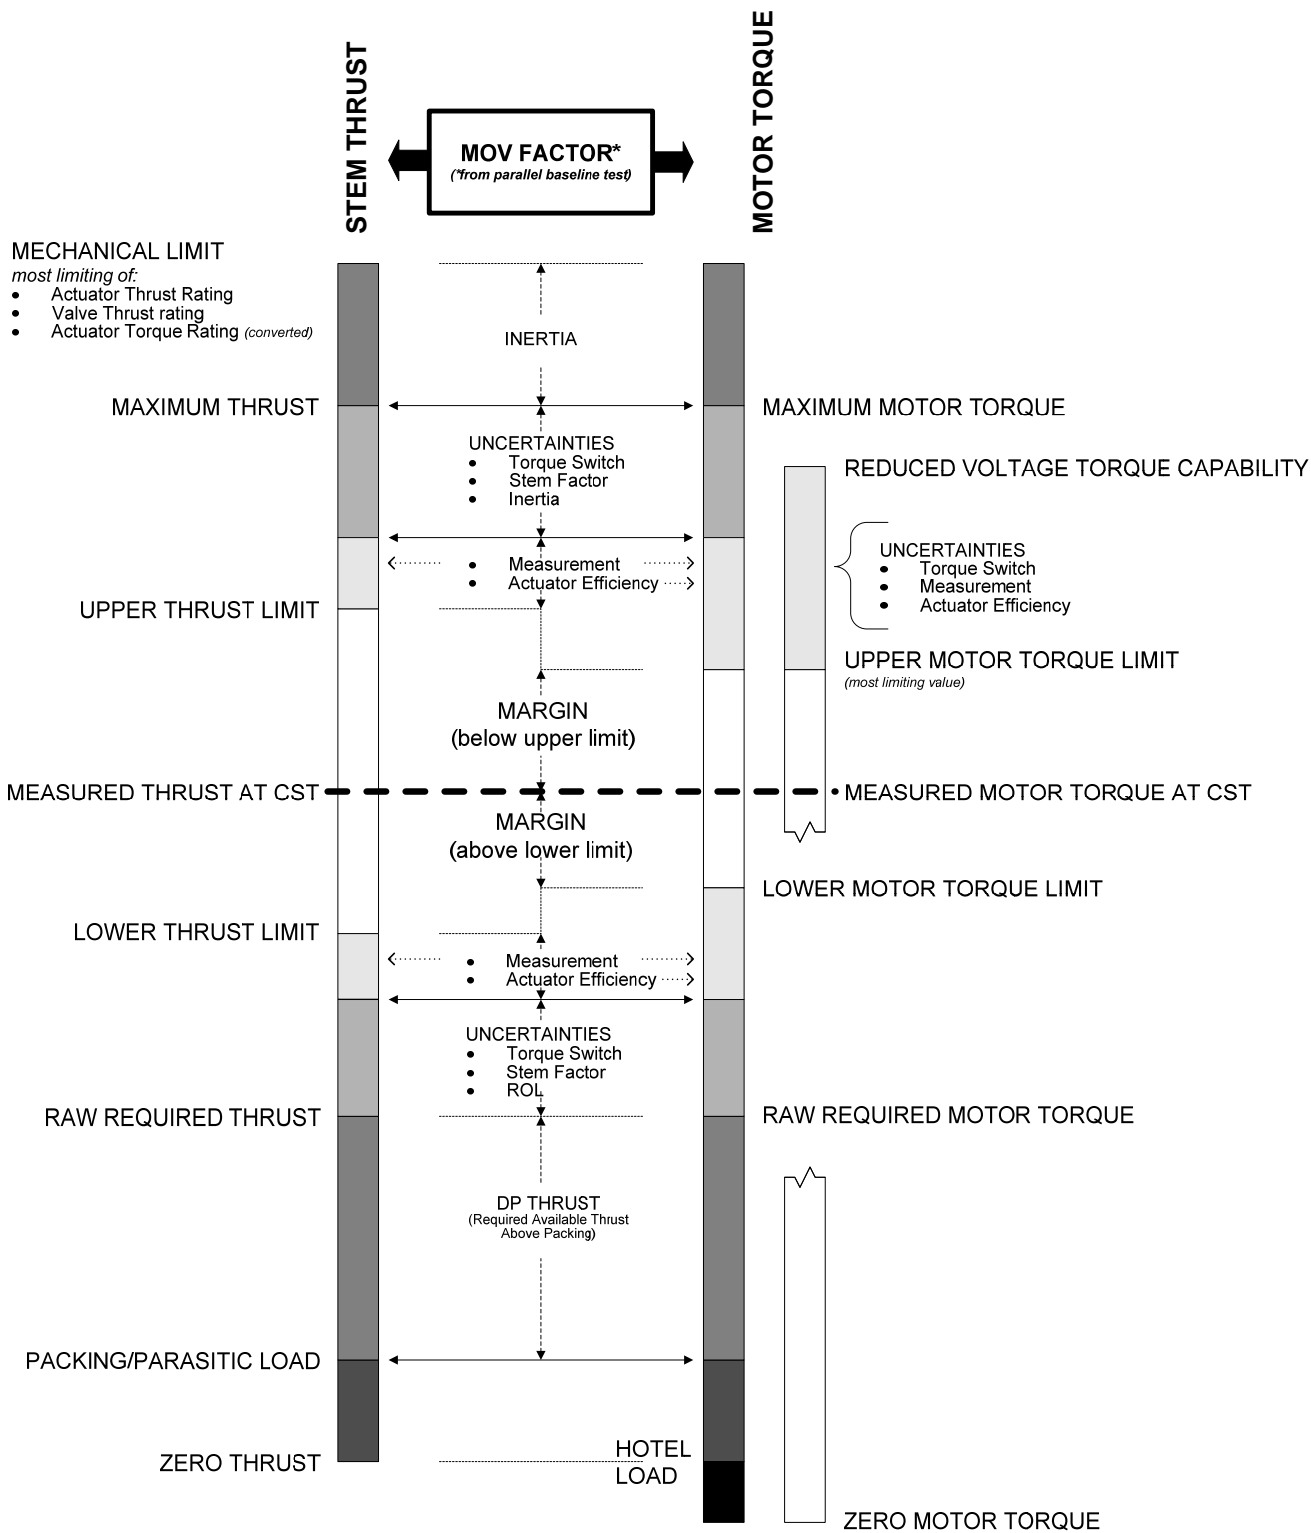 STEM THRUST
MOTOR TORQUE
MOV FACTOR*
(*from parallel baseline test)
MECHANICAL LIMIT
most limiting of:
• Actuator Thrust Rating
• Valve Thrust rating
• Actuator Torque Rating (converted)
INERTIA
MAXIMUM THRUST
MAXIMUM MOTOR TORQUE
UNCERTAINTIES
• Torque Switch
• Stem Factor
• Inertia
REDUCED VOLTAGE TORQUE CAPABILITY
UNCERTAINTIES
• Torque Switch
• Measurement
• Actuator Efficiency
• Measurement
• Actuator Efficiency
UPPER THRUST LIMIT
UPPER MOTOR TORQUE LIMIT
(most limiting value)
MARGIN
(below upper limit)
MEASURED THRUST AT CST
MEASURED MOTOR TORQUE AT CST
MARGIN
(above lower limit)
LOWER MOTOR TORQUE LIMIT
LOWER THRUST LIMIT
• Measurement
• Actuator Efficiency
UNCERTAINTIES
• Torque Switch
• Stem Factor
• ROL
RAW REQUIRED THRUST
RAW REQUIRED MOTOR TORQUE
DP THRUST
(Required Available Thrust
Above Packing)
PACKING/PARASITIC LOAD
ZERO THRUST
HOTEL
LOAD
ZERO MOTOR TORQUE